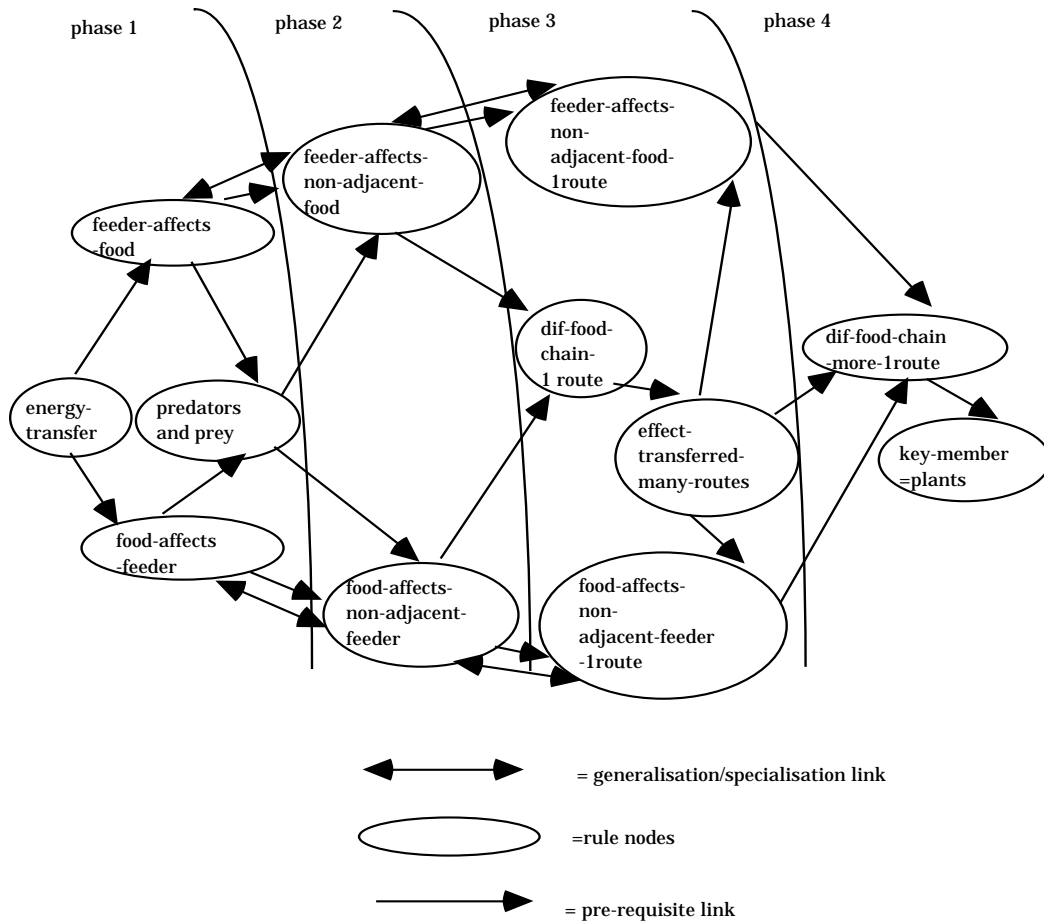 phase 1
phase 2
phase 3
phase 4
feeder-affects-
non-
adjacent-food-
1route
feeder-affects-
non-adjacent-
food
feeder-affects
-food
dif-food-
chain-
1 route
dif-food-chain
-more-1route
energy-
transfer
predators
and prey
effect-
transferred-
many-routes
key-member
=plants
food-affects
-feeder
food-affects-
non-adjacent-
feeder
food-affects-
non-
adjacent-feeder
-1route
= generalisation/specialisation link
=rule nodes
= pre-requisite link